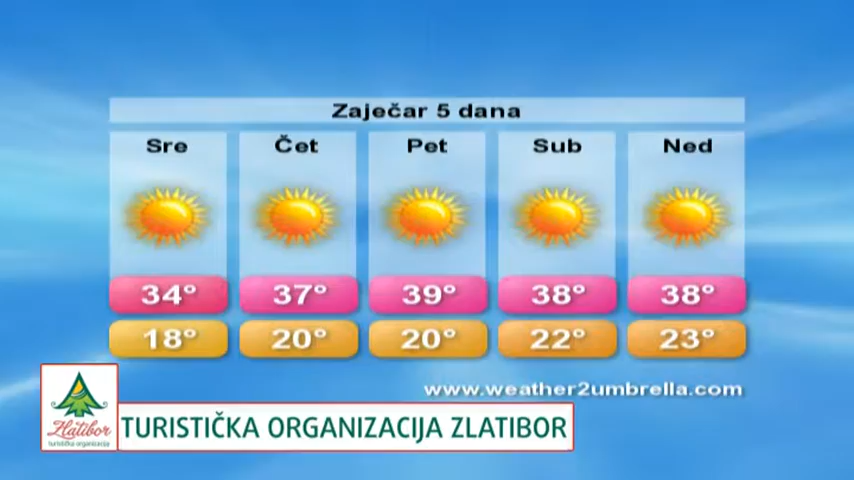 Zaječar 5 dana
Sre Čet Pet Sub Ned
34° 37° 39° 38° 38°
18° 20° 20° 22° 23°
www.weather2umbrella.com
Zlatibor
turistička organizacija
TURISTIČKA ORGANIZACIJA ZLATIBOR